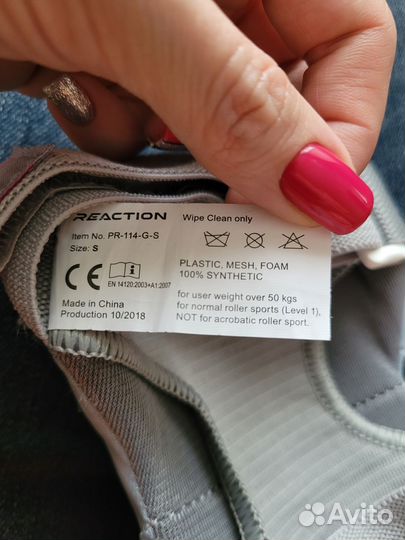 REACTION
Wipe Clean only
Item No. PR-114-G-S
Size: S
PLASTIC, MESH, FOAM
100% SYNTHETIC
CE
EN 14120:2003+A1:2007
for user weight over 50 kgs
for normal roller sports (Level 1),
NOT for acrobatic roller sport.
Made in China
Production 10/2018
Avito